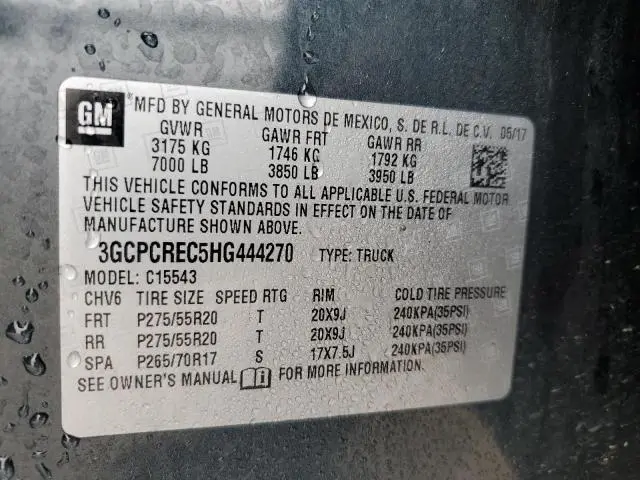 GM ®MFD BY GENERAL MOTORS DE MEXICO, S. DE R.L. DE C.V. 05/17
GVWR GAWR FRT GAWR RR
3175 KG 1746 KG 1792 KG
7000 LB 3850 LB 3950 LB
THIS VEHICLE CONFORMS TO ALL APPLICABLE U.S. FEDERAL MOTOR
VEHICLE SAFETY STANDARDS IN EFFECT ON THE DATE OF
MANUFACTURE SHOWN ABOVE.
3GCPCREC5HG444270 TYPE: TRUCK
MODEL: C15543
CHV6 TIRE SIZE SPEED RTG RIM COLD TIRE PRESSURE
FRT P275/55R20 T 20X9J 240KPA(35PSI)
RR P275/55R20 T 20X9J 240KPA(35PSI)
SPA P265/70R17 S 17X7.5J 240KPA(35PSI)
SEE OWNER'S MANUAL FOR MORE INFORMATION.